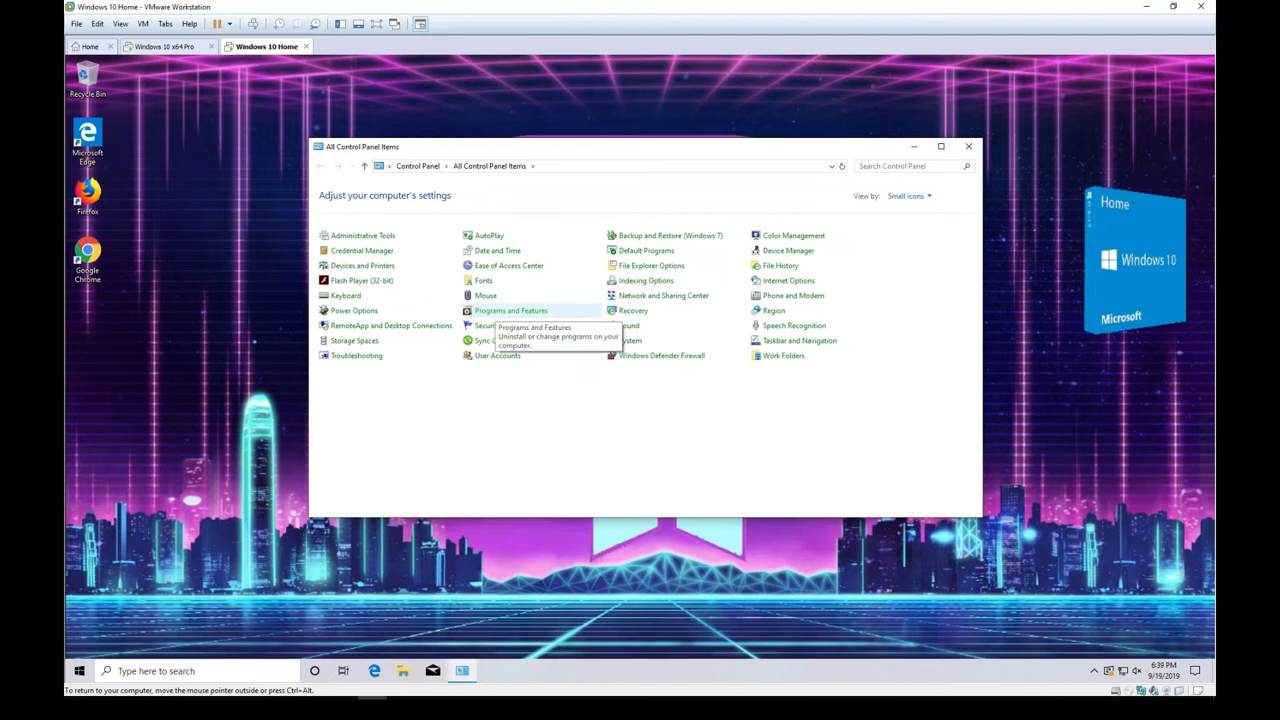 Windows 10 Home - VMware Workstation
File Edit View VM Tabs Help
Home Windows 10 x64 Pro Windows 10 Home
Recycle Bin
Microsoft
Edge
Firefox
Google
Chrome
All Control Panel Items
Control Panel All Control Panel Items Search Control Panel
Adjust your computer's settings View by: Small icons
Administrative Tools AutoPlay Backup and Restore (Windows 7) Color Management
Credential Manager Date and Time Default Programs Device Manager
Devices and Printers Ease of Access Center File Explorer Options File History
Flash Player (32-bit) Fonts Indexing Options Internet Options
Keyboard Mouse Network and Sharing Center Phone and Modem
Power Options Programs and Features Recovery Region
RemoteApp and Desktop Connections Speech Recognition
Storage Spaces Taskbar and Navigation
Troubleshooting User Accounts Windows Defender Firewall Work Folders
Programs and Features
Uninstall or change programs on your
computer.
Home
Windows 10
Microsoft
Type here to search
6:39 PM
9/19/2019
To return to your computer, move the mouse pointer outside or press Ctrl+Alt.